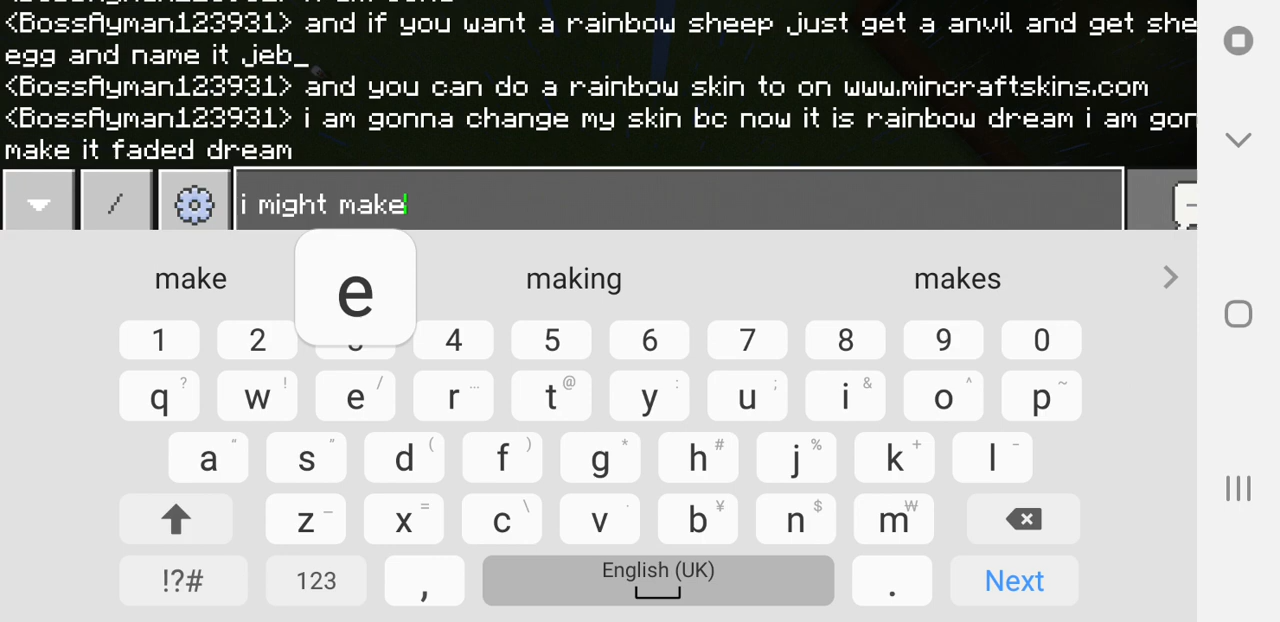 <BossAyman123931> and if you want a rainbow sheep just get a anvil and get she
egg and name it jeb_
<BossAyman123931> and you can do a rainbow skin to on www.mincraftskins.com
<BossAyman123931> i am gonna change my skin bc now it is rainbow dream i am gon
make it faded dream
/ i might make
make e making makes
1 2 3 4 5 6 7 8 9 0
q ? w ! e / r ... t @ y : u ; i & o ^ p ~
a " s " d ( f ) g * h # j % k + l -
z _ x = c \ v · b ¥ n $ m ₩
!?# 123 , English (UK) . Next